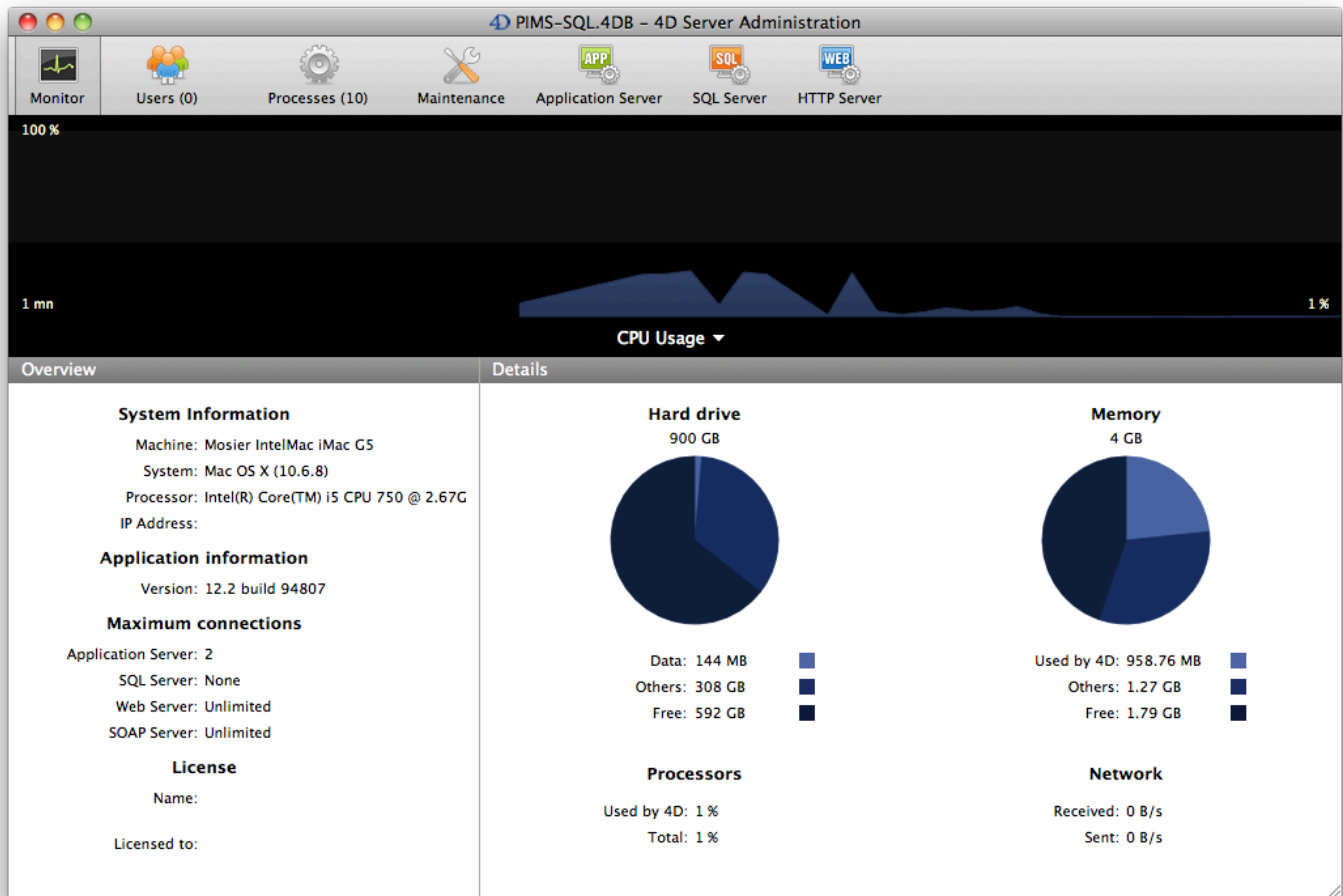 PIMS-SQL.4DB – 4D Server Administration
Monitor
Users (0)
Processes (10)
Maintenance
APP
Application Server
SQL
SQL Server
WEB
HTTP Server
100 %
1 mn
1 %
CPU Usage
Overview
System Information
Machine: Mosier IntelMac iMac G5
System: Mac OS X (10.6.8)
Processor: Intel(R) Core(TM) i5 CPU 750 @ 2.67G
IP Address:
Application information
Version: 12.2 build 94807
Maximum connections
Application Server: 2
SQL Server: None
Web Server: Unlimited
SOAP Server: Unlimited
License
Name:
Licensed to:
Details
Hard drive
900 GB
Data: 144 MB
Others: 308 GB
Free: 592 GB
Memory
4 GB
Used by 4D: 958.76 MB
Others: 1.27 GB
Free: 1.79 GB
Processors
Used by 4D: 1 %
Total: 1 %
Network
Received: 0 B/s
Sent: 0 B/s